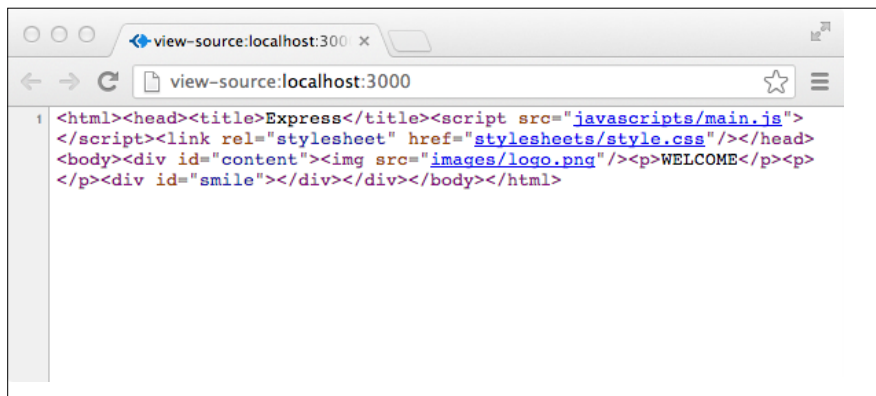 view-source:localhost:300
view-source:localhost:3000
1
<html><head><title>Express</title><script src="javascripts/main.js">
</script><link rel="stylesheet" href="stylesheets/style.css"/></head>
<body><div id="content"><img src="images/logo.png"/><p>WELCOME</p><p>
</p><div id="smile"></div></div></body></html>